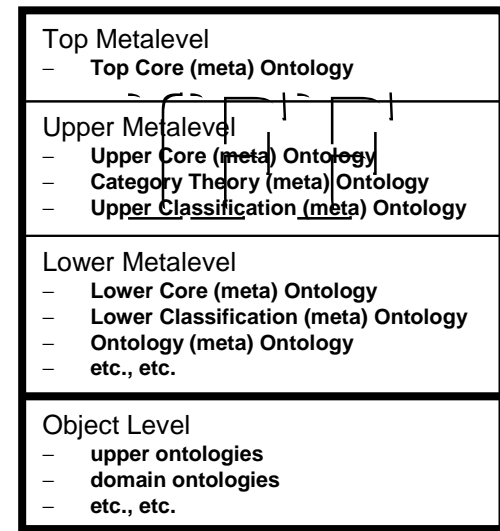 Top Metalevel
– Top Core (meta) Ontology
Upper Metalevel
– Upper Core (meta) Ontology
– Category Theory (meta) Ontology
– Upper Classification (meta) Ontology
Lower Metalevel
– Lower Core (meta) Ontology
– Lower Classification (meta) Ontology
– Ontology (meta) Ontology
– etc., etc.
Object Level
– upper ontologies
– domain ontologies
– etc., etc.